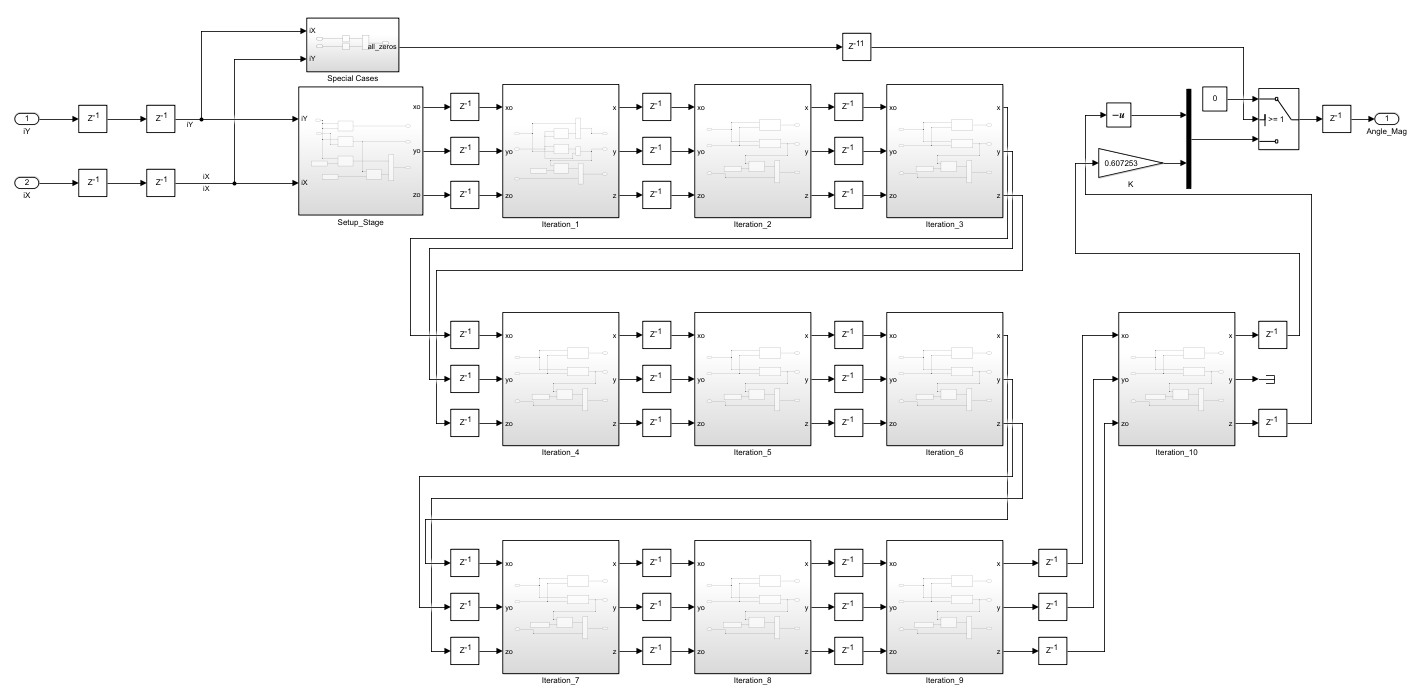 iX
iY
all_zeros
Special Cases
Z⁻¹¹
1
iY
Z⁻¹
Z⁻¹
iY
2
iX
Z⁻¹
Z⁻¹
iX
iX
iY
iX
xo
yo
zo
Setup_Stage
Z⁻¹
Z⁻¹
Z⁻¹
xo
yo
zo
x
y
z
Iteration_1
Z⁻¹
Z⁻¹
Z⁻¹
xo
yo
zo
x
y
z
Iteration_2
Z⁻¹
Z⁻¹
Z⁻¹
xo
yo
zo
x
y
z
Iteration_3
-u
0.607253
K
0
>= 1
Z⁻¹
1
Angle_Mag
Z⁻¹
Z⁻¹
Z⁻¹
xo
yo
zo
x
y
z
Iteration_4
Z⁻¹
Z⁻¹
Z⁻¹
xo
yo
zo
x
y
z
Iteration_5
Z⁻¹
Z⁻¹
Z⁻¹
xo
yo
zo
x
y
z
Iteration_6
xo
yo
zo
x
y
z
Iteration_10
Z⁻¹
Z⁻¹
Z⁻¹
Z⁻¹
Z⁻¹
xo
yo
zo
x
y
z
Iteration_7
Z⁻¹
Z⁻¹
Z⁻¹
xo
yo
zo
x
y
z
Iteration_8
Z⁻¹
Z⁻¹
Z⁻¹
xo
yo
zo
x
y
z
Iteration_9
Z⁻¹
Z⁻¹
Z⁻¹